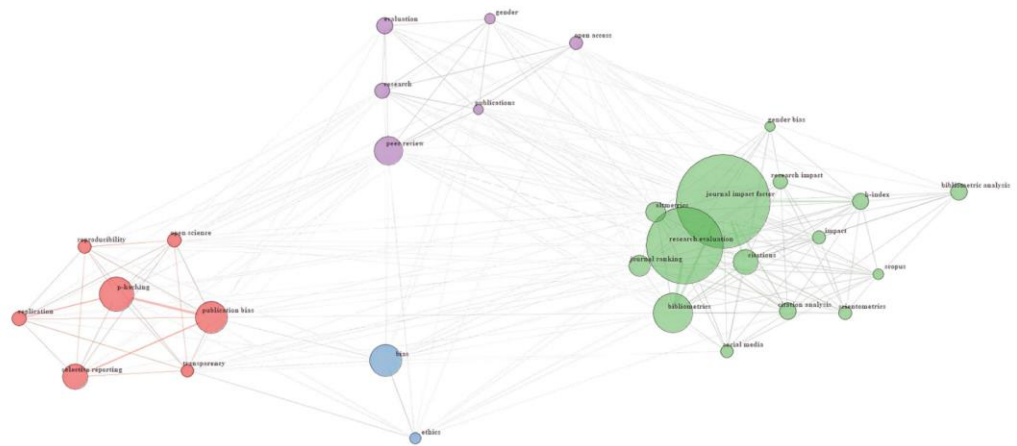 evaluation
gender
open access
research
publications
peer review
gender bias
research impact
bibliometric analysis
journal impact factor
h-index
altmetrics
impact
research evaluation
journal ranking
citations
scopus
bibliometrics
citation analysis
scientometrics
social media
reproducibility
open science
p-hacking
replication
publication bias
selective reporting
transparency
bias
ethics